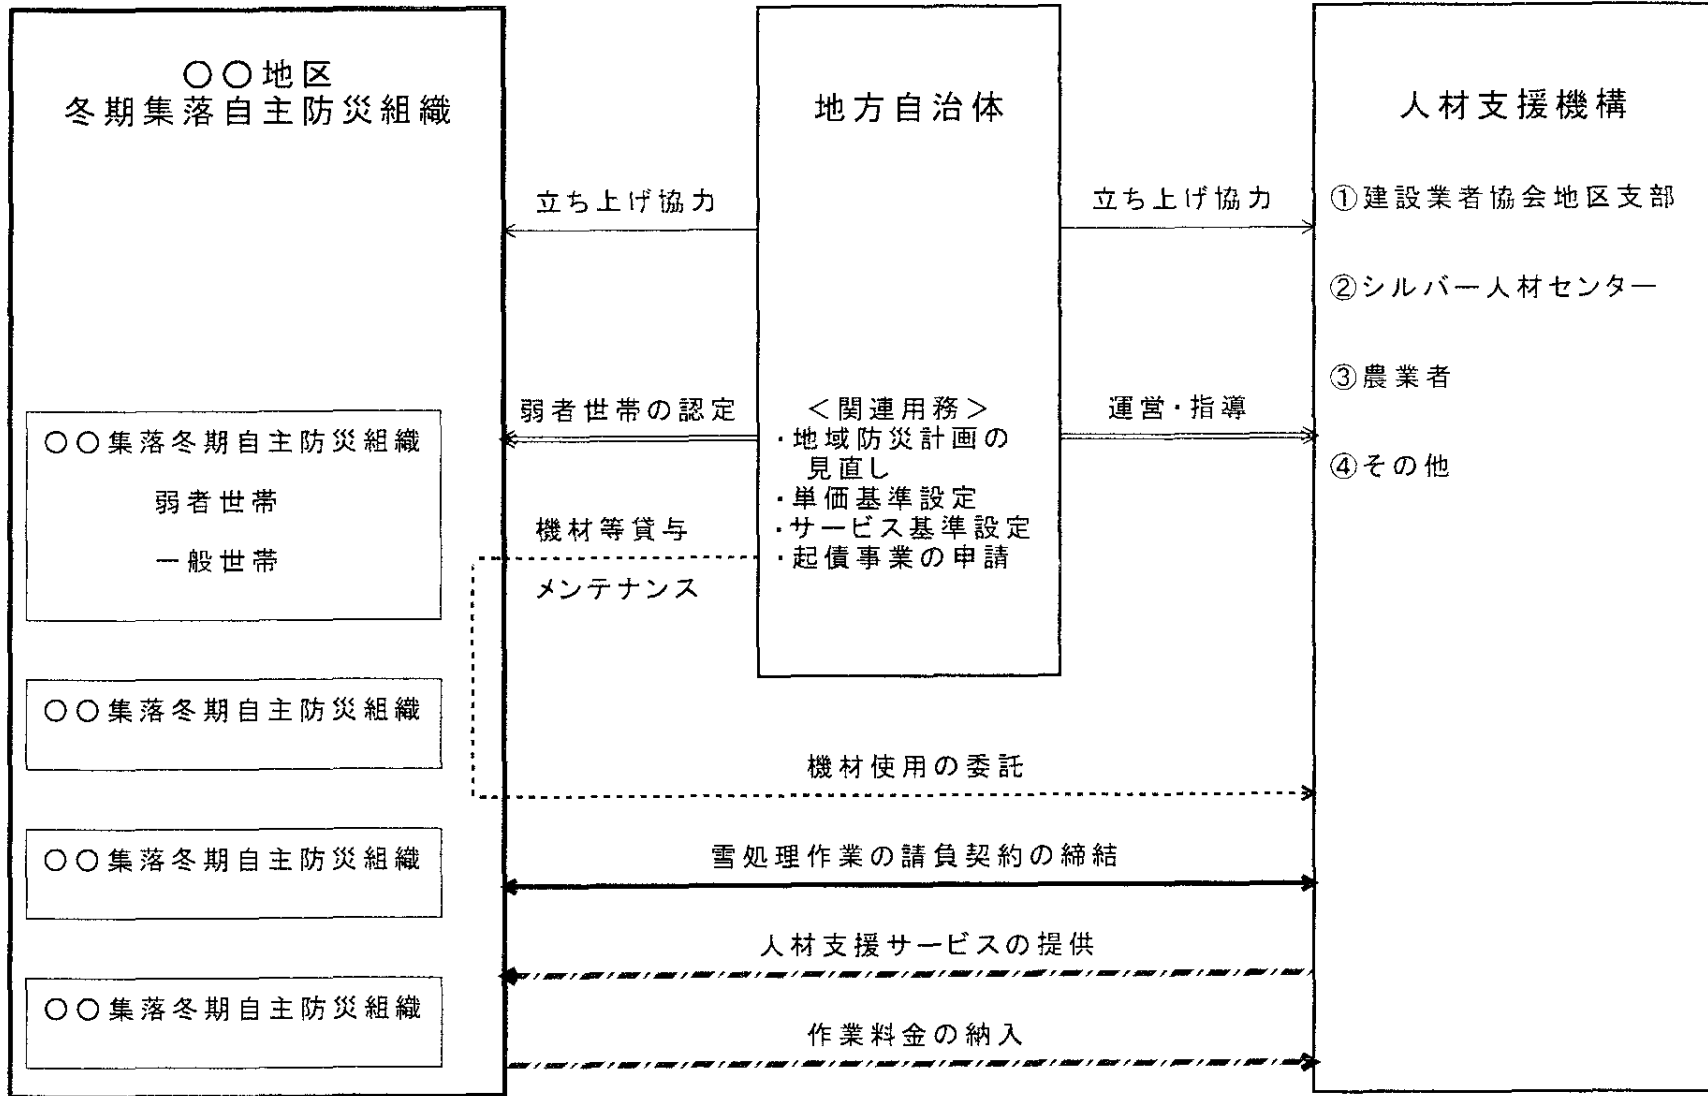 〇〇地区
冬期集落自主防災組織
〇〇集落冬期自主防災組織
弱者世帯
一般世帯
〇〇集落冬期自主防災組織
〇〇集落冬期自主防災組織
〇〇集落冬期自主防災組織
立ち上げ協力
弱者世帯の認定
機材等貸与
メンテナンス
地方自治体
＜関連用務＞
・地域防災計画の
見直し
・単価基準設定
・サービス基準設定
・起債事業の申請
立ち上げ協力
運営・指導
機材使用の委託
雪処理作業の請負契約の締結
人材支援サービスの提供
作業料金の納入
人材支援機構
①建設業者協会地区支部
②シルバー人材センター
③農業者
④その他